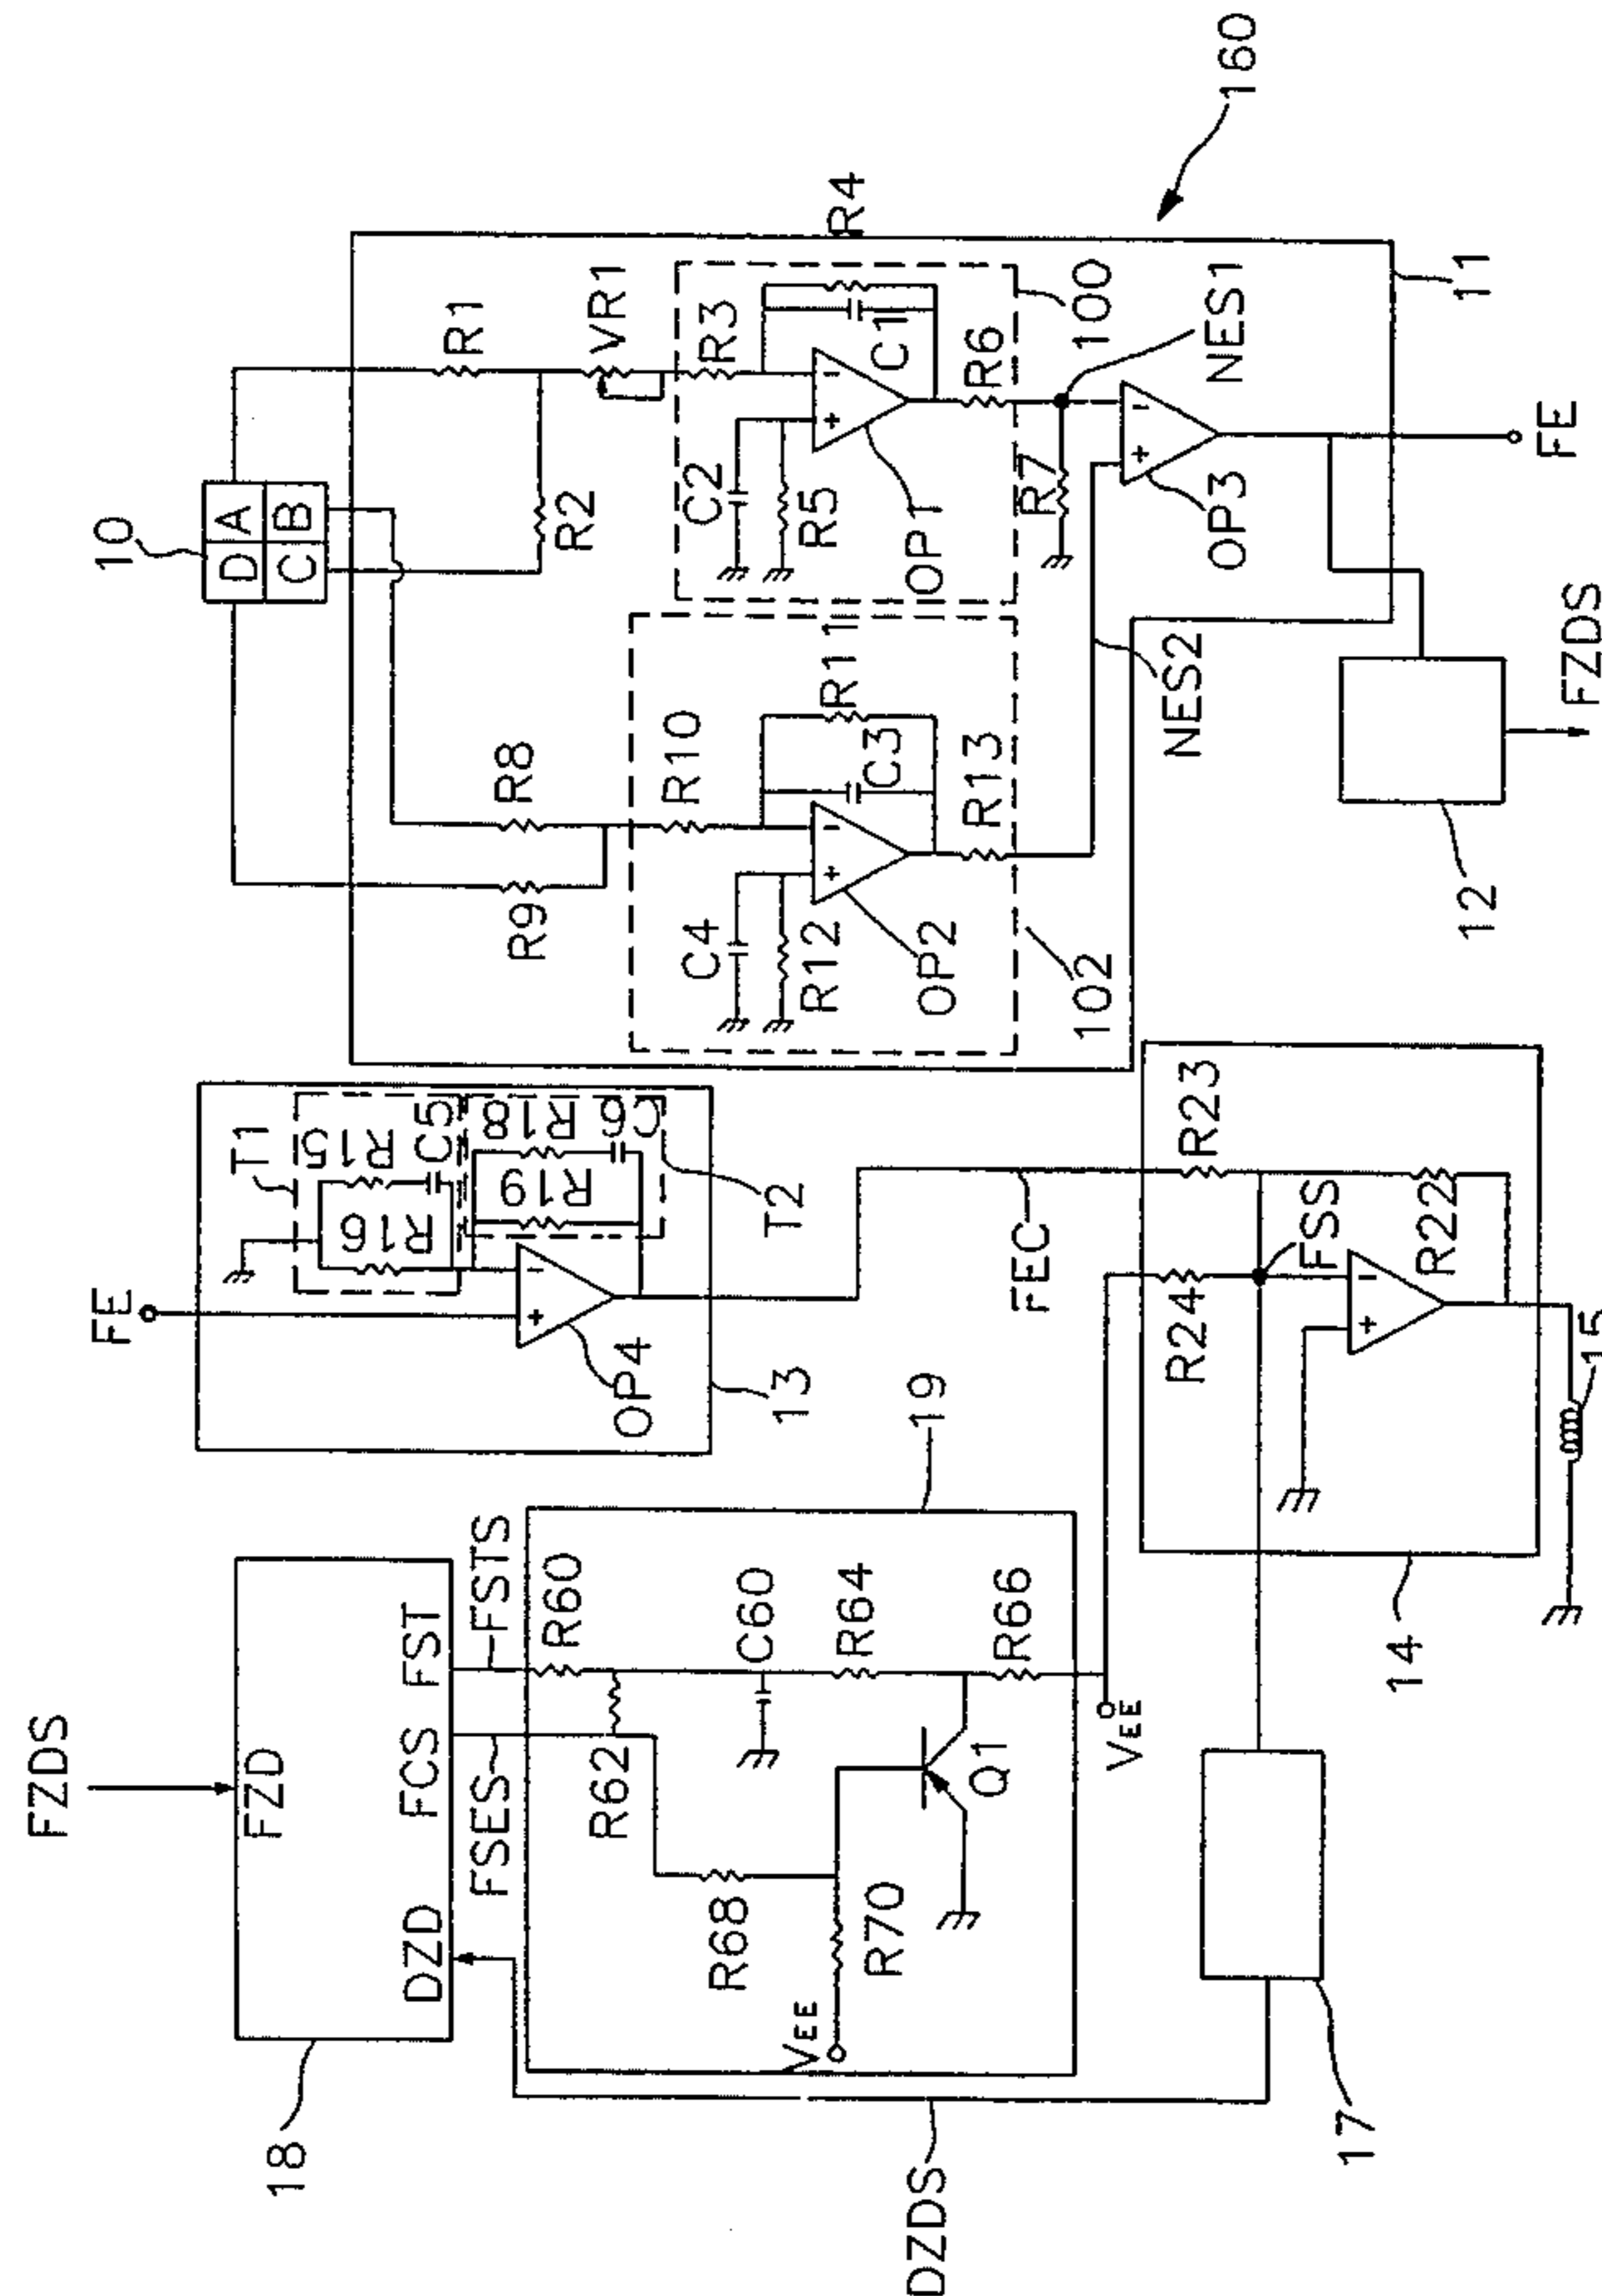 160
10
D
A
C
B
R1
R2
VR1
R4
R3
C1
C2
R5
OP1
R6
100
R7
NES1
OP3
11
FE
R8
R9
R10
R11
C3
C4
R12
OP2
R13
102
NES2
12
FZDS
FE
T1
R15
C5
R16
R18
C6
R19
T2
OP4
13
FEC
R23
R24
FSS
R22
14
15
FZDS
FZD
FCS
FST
DZD
18
FSES
FSTS
19
R60
R62
C60
R64
R66
R68
R70
Q1
VEE
VEE
DZDS
17